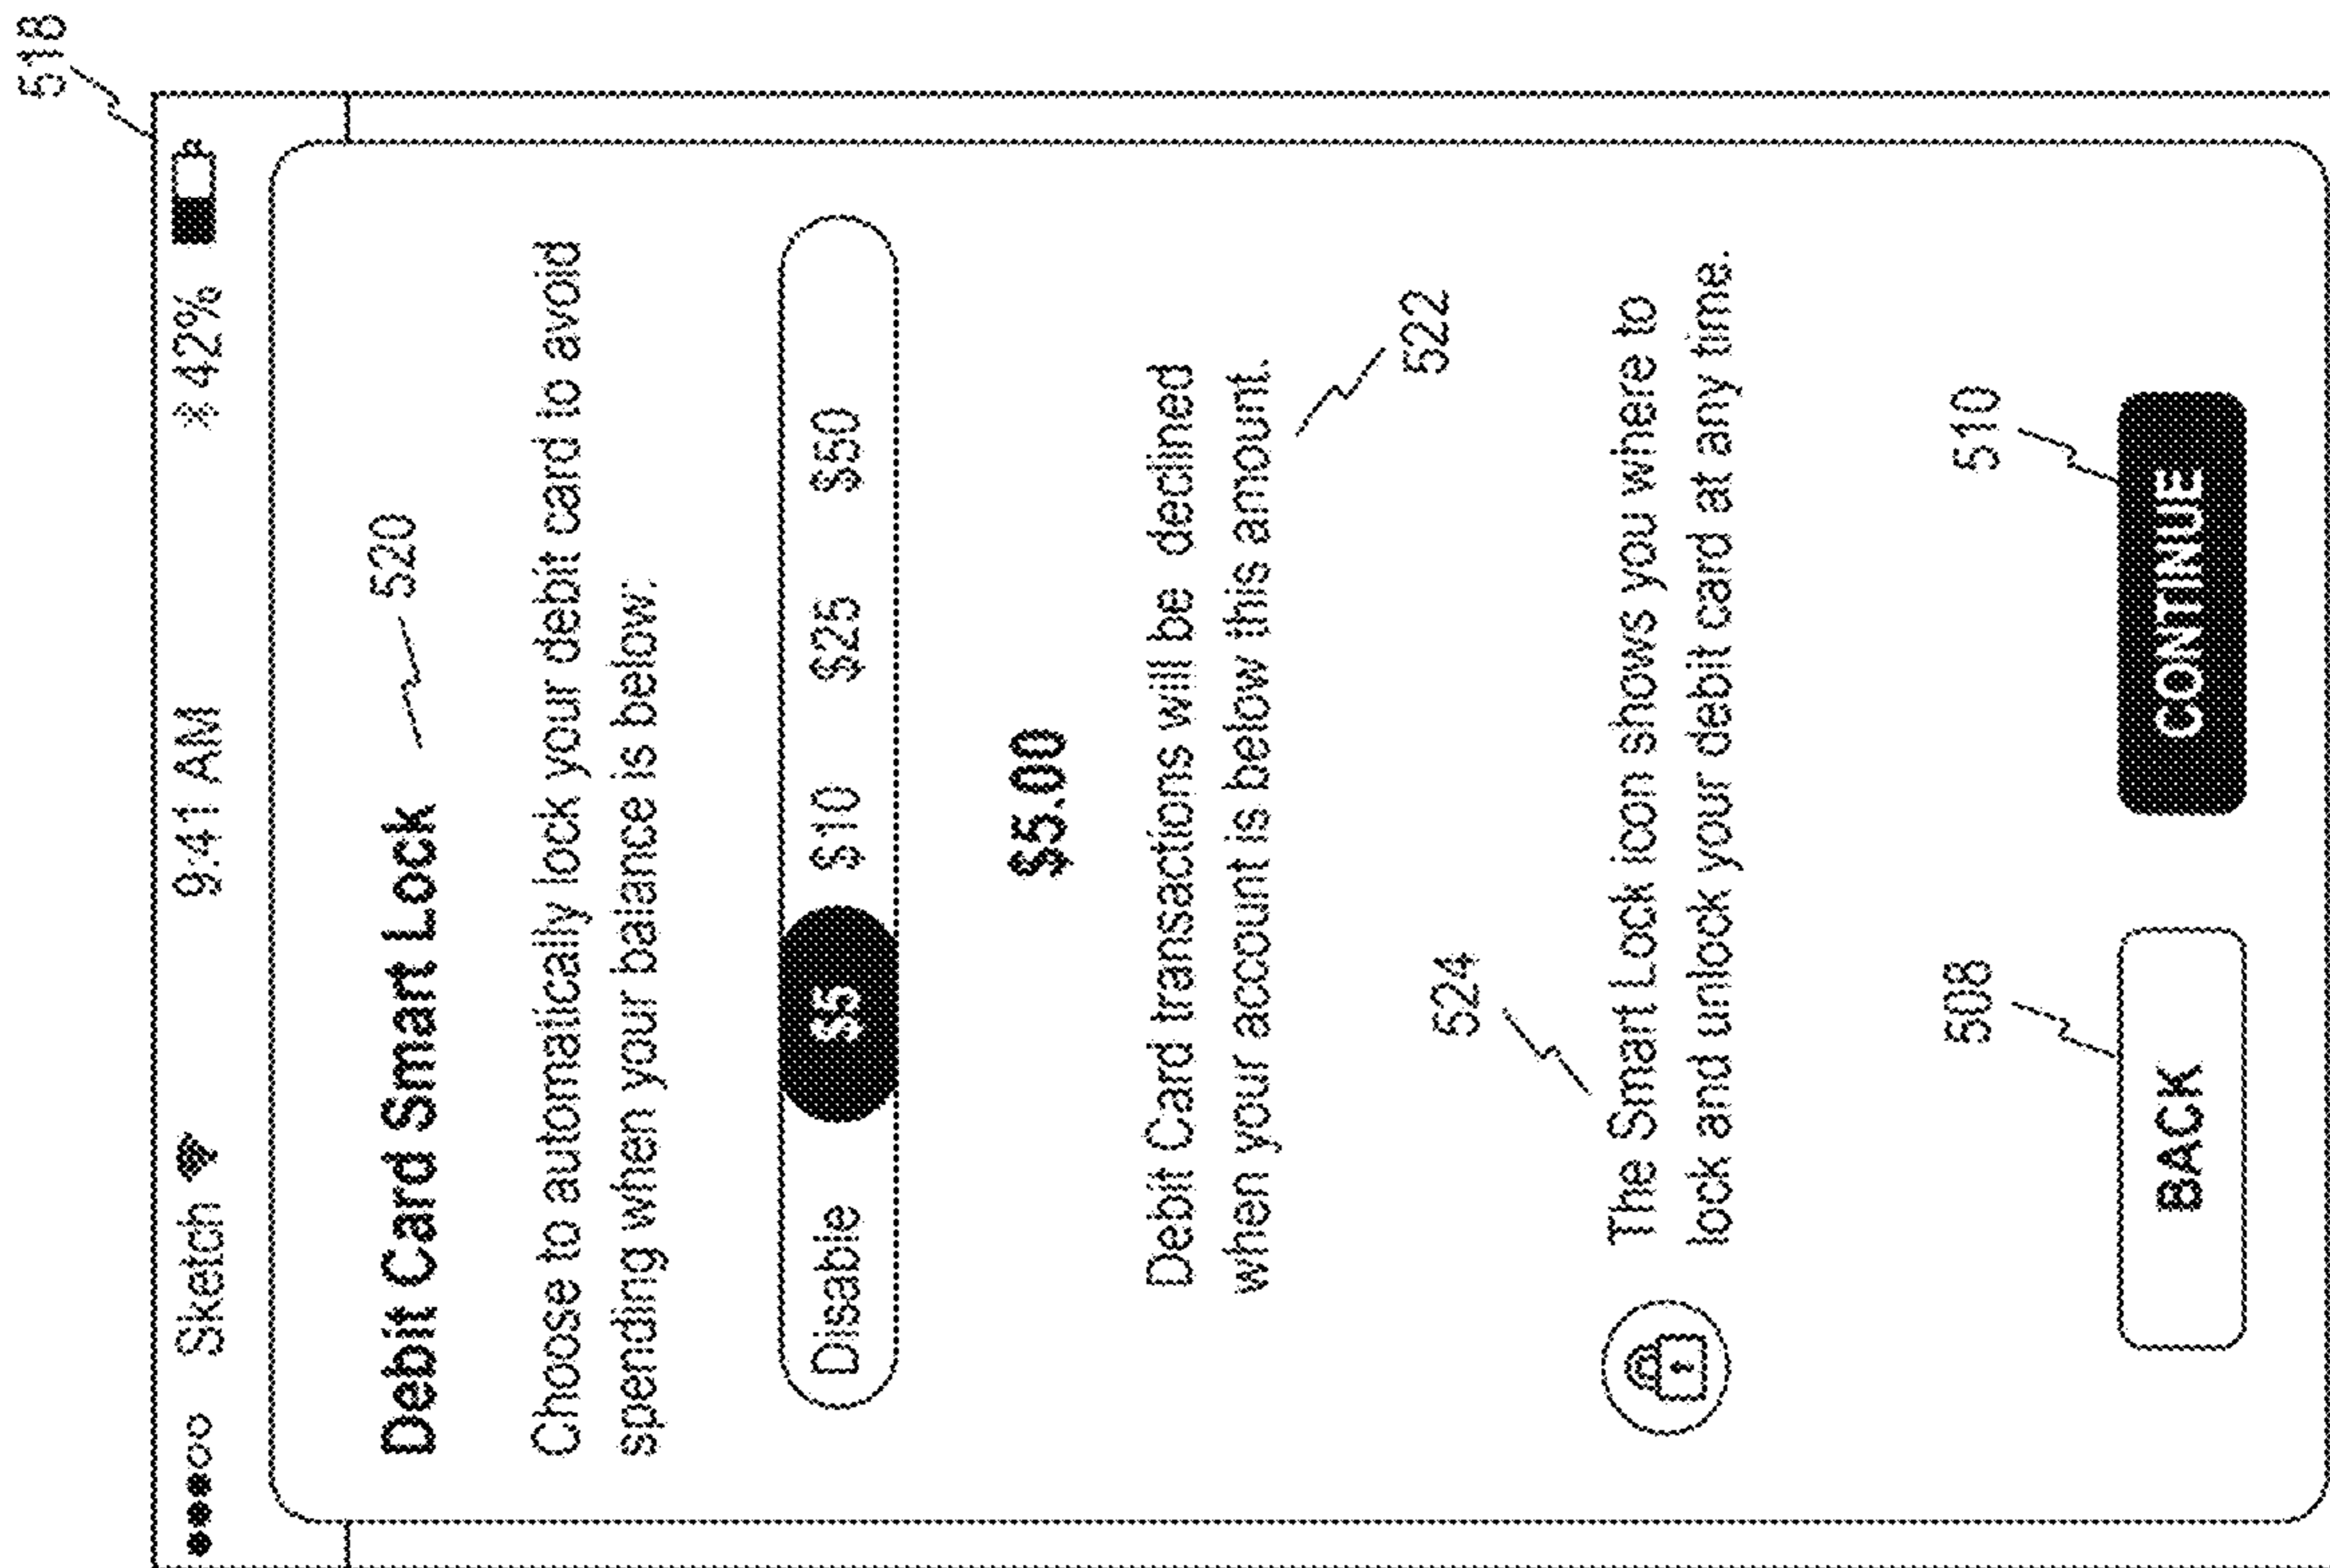 518
Sketch 9:41 AM 42%
Debit Card Smart Lock 520
Choose to automatically lock your debit card to avoid
spending when your balance is below:
Disable $5 $10 $25 $50
$5.00
Debit Card transactions will be declined
when your account is below this amount.
522
524
The Smart Lock icon shows you where to
lock and unlock your debit card at any time.
508 510
BACK CONTINUE